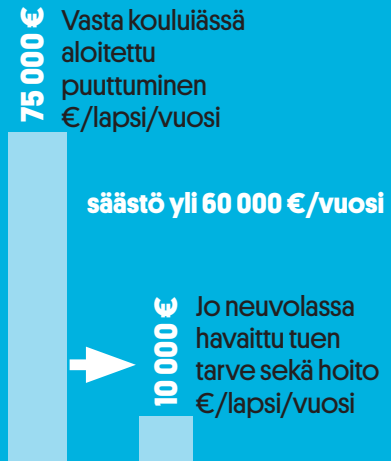 75 000 €
Vasta kouluiässä
aloitettu
puuttuminen
€/lapsi/vuosi
säästö yli 60 000 €/vuosi
10 000 €
Jo neuvolassa
havaittu tuen
tarve sekä hoito
€/lapsi/vuosi